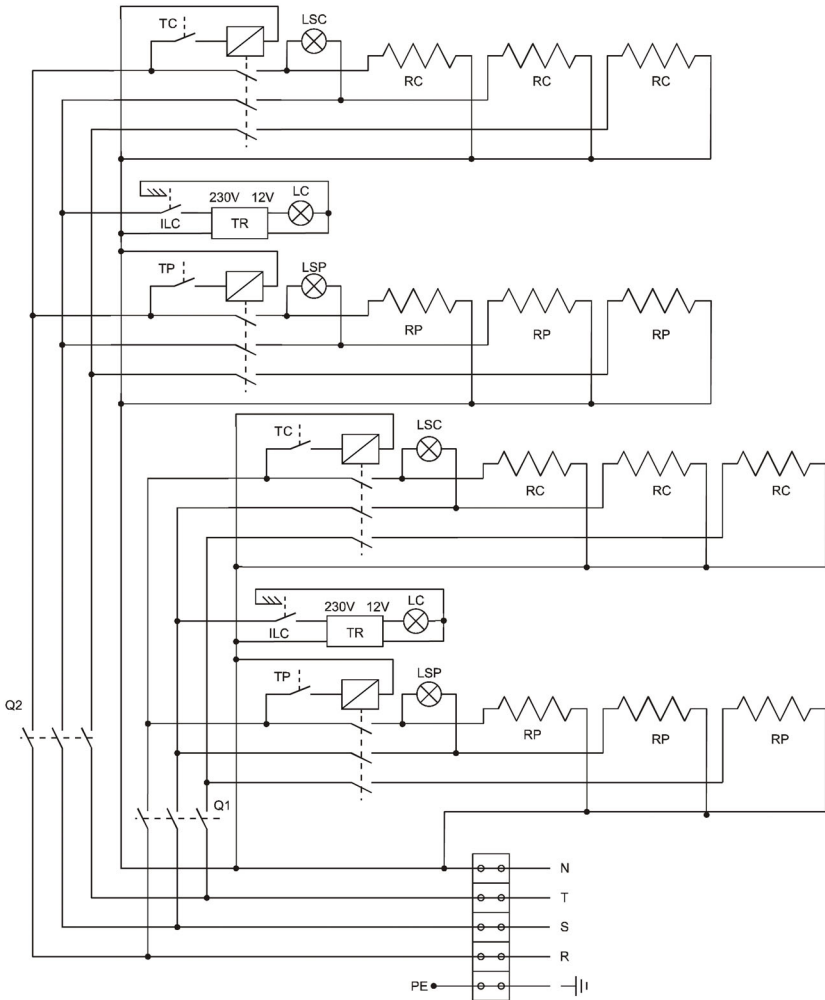 TC
LSC
RC
RC
RC
230V 12V
LC
ILC
TR
TP
LSP
RP
RP
RP
TC
LSC
RC
RC
RC
230V 12V
LC
ILC
TR
TP
LSP
RP
RP
RP
Q2
Q1
N
T
S
R
PE